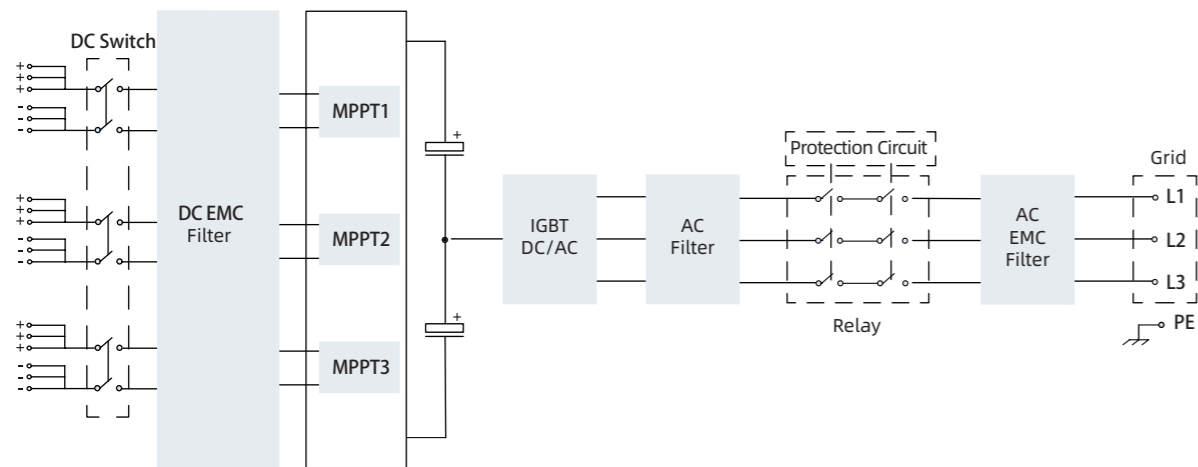 DC Switch
+
+
+
-
-
-
+
+
+
-
-
-
+
+
+
-
-
-
DC EMC
Filter
MPPT1
MPPT2
MPPT3
+
+
IGBT
DC/AC
AC
Filter
Protection Circuit
Relay
AC
EMC
Filter
Grid
L1
L2
L3
PE